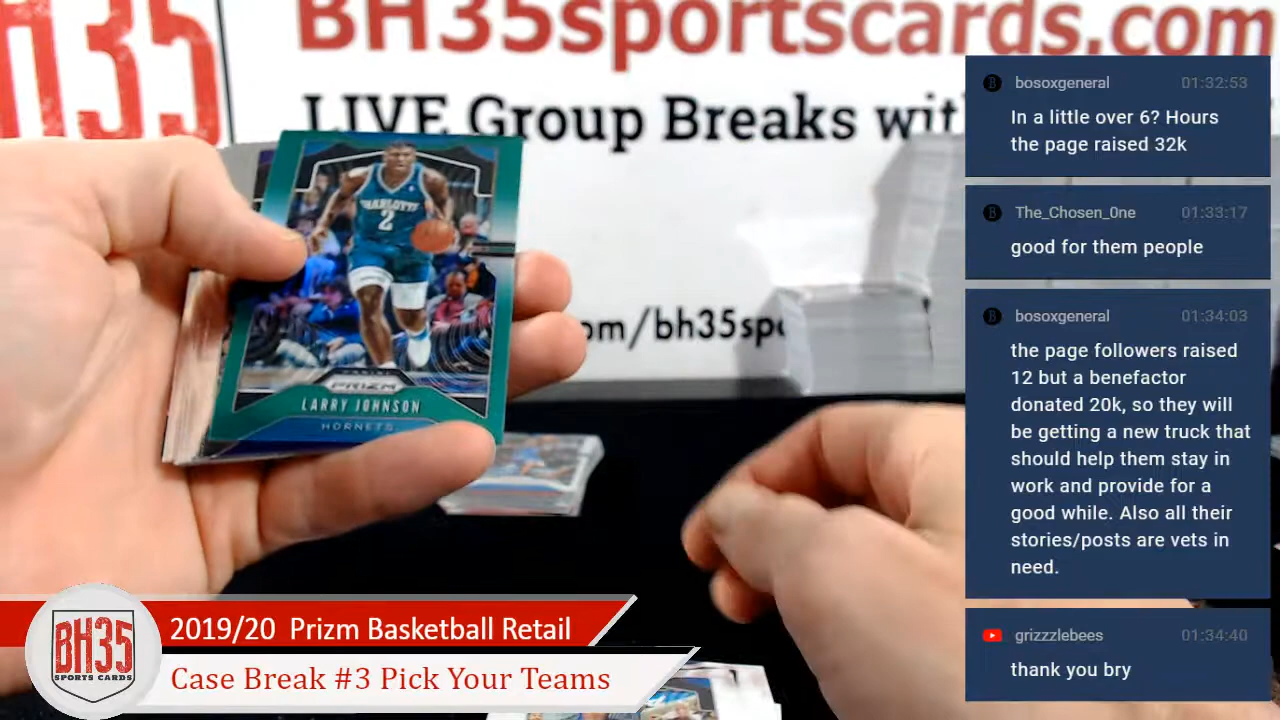 BH35sportscards.com
H35
LIVE Group Breaks wit
om/bh35spo
CHARLOTTE
2
PANINI
PRIZM
LARRY JOHNSON
HORNETS
BH35
SPORTS CARDS
2019/20 Prizm Basketball Retail
Case Break #3 Pick Your Teams
bosoxgeneral 01:32:53
In a little over 6? Hours
the page raised 32k
The_Chosen_0ne 01:33:17
good for them people
bosoxgeneral 01:34:03
the page followers raised
12 but a benefactor
donated 20k, so they will
be getting a new truck that
should help them stay in
work and provide for a
good while. Also all their
stories/posts are vets in
need.
grizzzlebees 01:34:40
thank you bry